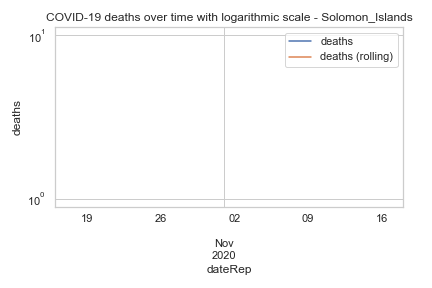 COVID-19 deaths over time with logarithmic scale - Solomon_Islands
10¹
deaths
deaths (rolling)
deaths
10⁰
19 26 02 09 16
Nov
2020
dateRep